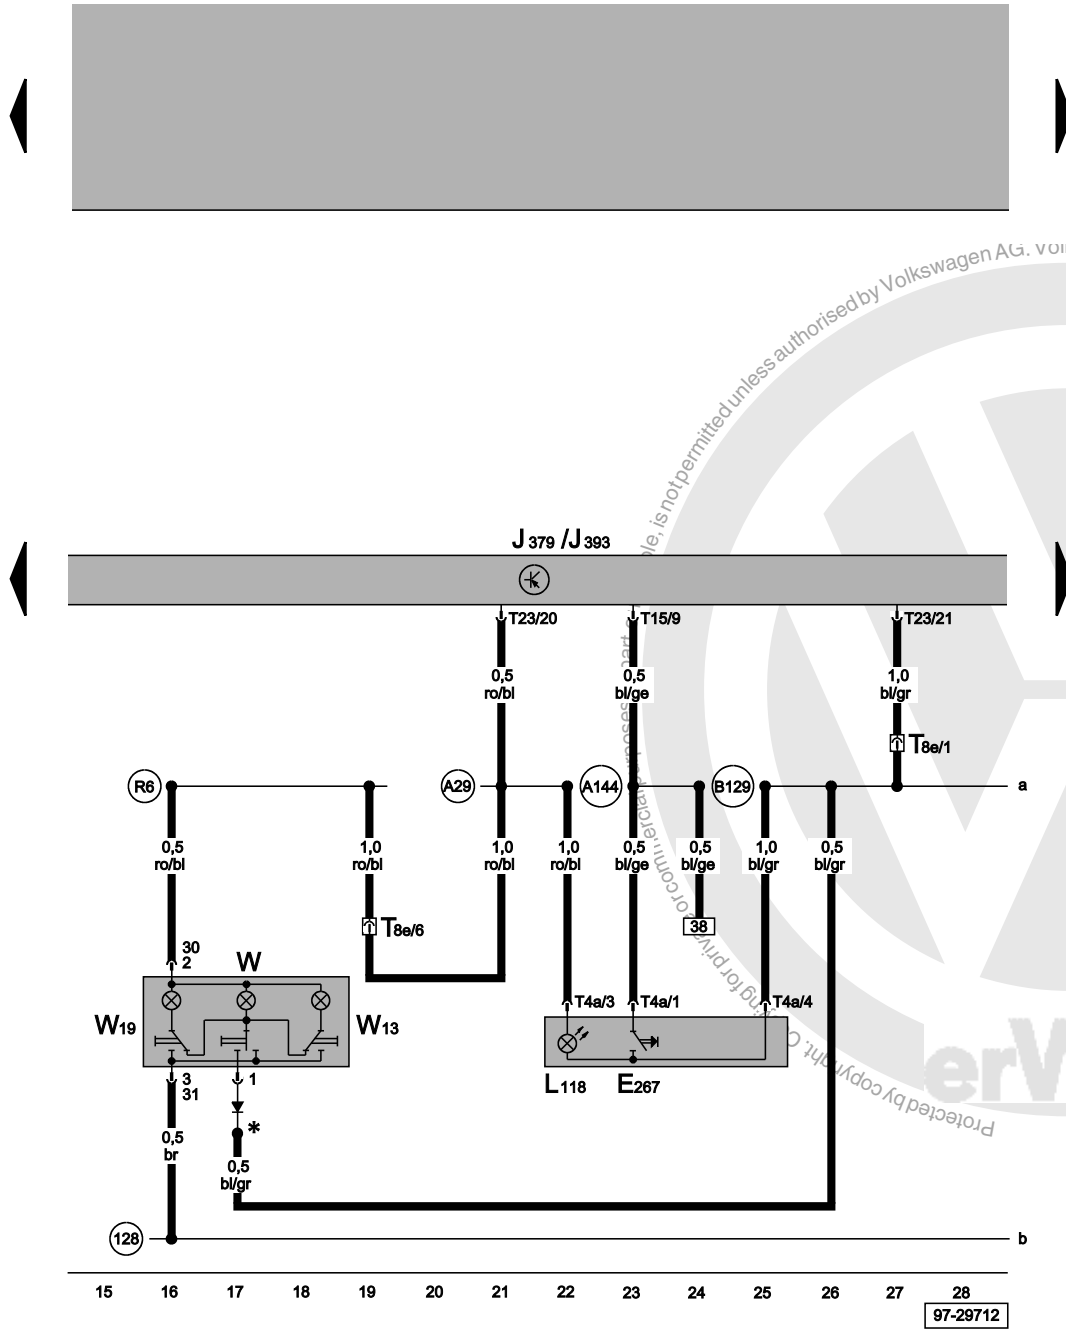 Protected by copyright. Copying for private or commercial purposes, in part
is not permitted unless authorised by Volkswagen AG.
erW
J 379 /J 393
T23/20 T15/9 T23/21
0,5 0,5 1,0
ro/bl bl/ge bl/gr
T8e/1
R6 A29 A144 B129 a
0,5 1,0 1,0 1,0 0,5 0,5 1,0 0,5
ro/bl ro/bl ro/bl ro/bl bl/ge bl/ge bl/gr bl/gr
T8e/6 38
30
2 W
T4a/3 T4a/1 T4a/4
W19 W13
3 1
31
L118 E267
*
0,5
br
0,5
bl/gr
128 b
15 16 17 18 19 20 21 22 23 24 25 26 27 28
97-29712